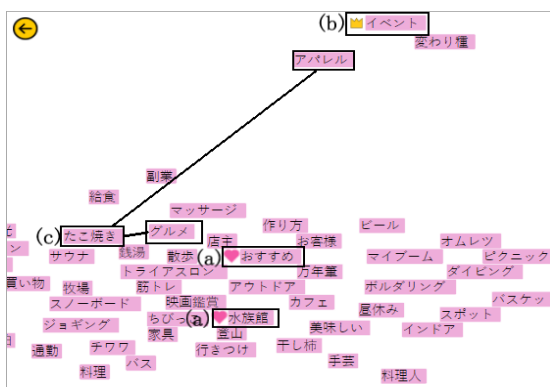 (b) イベント
変わり種
アパレル
副業
給食
マッサージ
(c) たこ焼き
グルメ
作り方
ビール
店主
お客様
オムレツ
サウナ
銭湯
散歩
(a) おすすめ
マイブーム
ピクニック
トライアスロン
万年筆
ダイビング
買い物
牧場
筋トレ
アウトドア
ボルダリング
スノーボード
映画鑑賞
カフェ
昼休み
バスケッ
スポット
ジョギング
ちびっ
(a) 水族館
美味しい
インドア
家具
登山
通勤
チワワ
行きつけ
干し柿
手芸
バス
料理
料理人